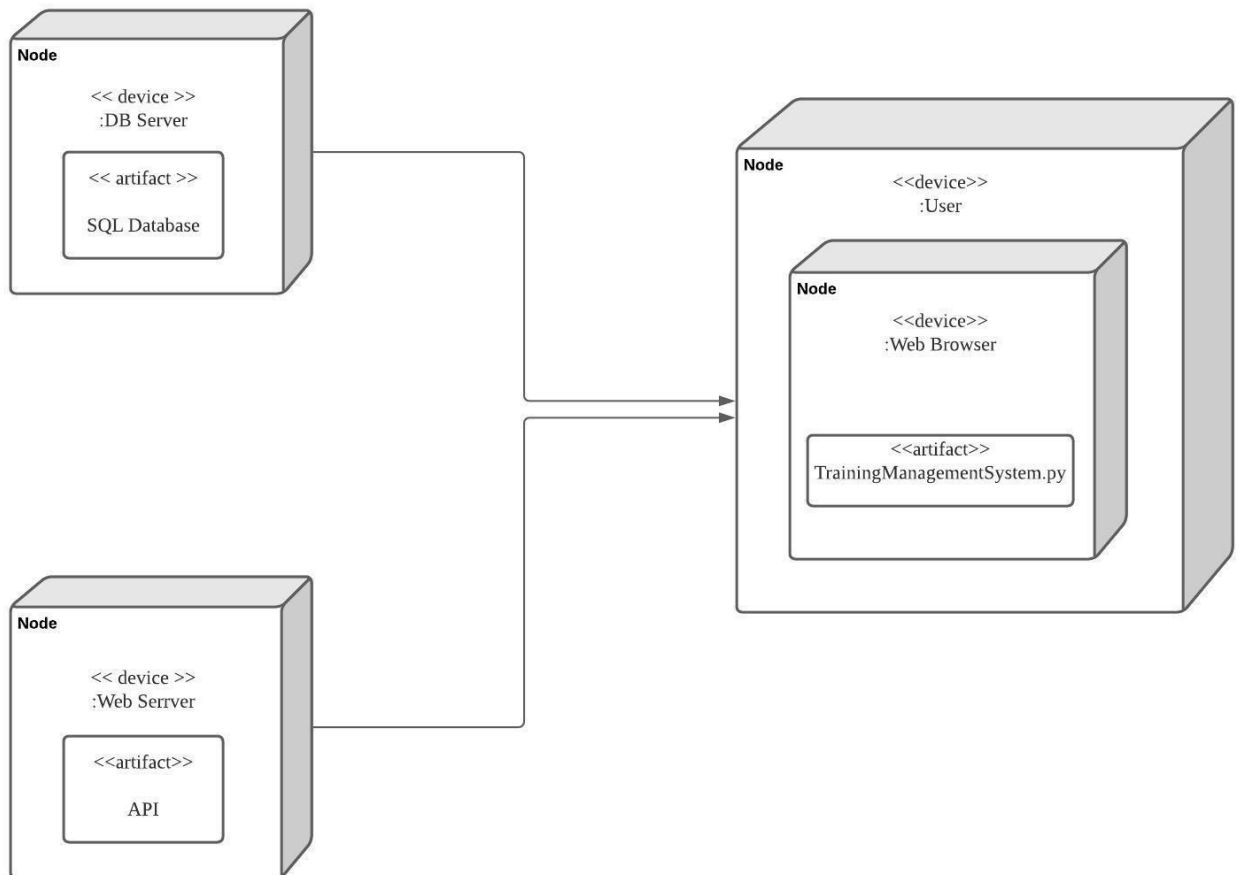 Node
<< device >>
:DB Server
<< artifact >>
SQL Database
Node
<<device>>
:User
Node
<<device>>
:Web Browser
<<artifact>>
TrainingManagementSystem.py
Node
<< device >>
:Web Serrver
<<artifact>>
API